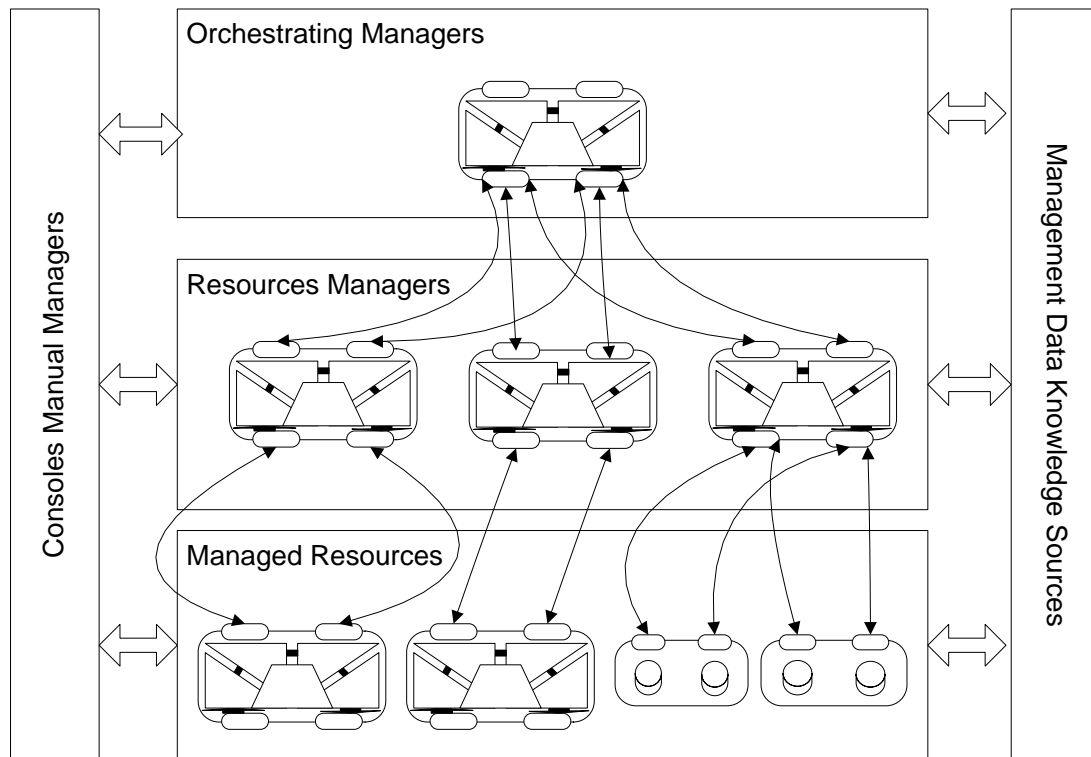 Orchestrating Managers
Resources Managers
Managed Resources
Consoles Manual Managers
Management Data Knowledge Sources